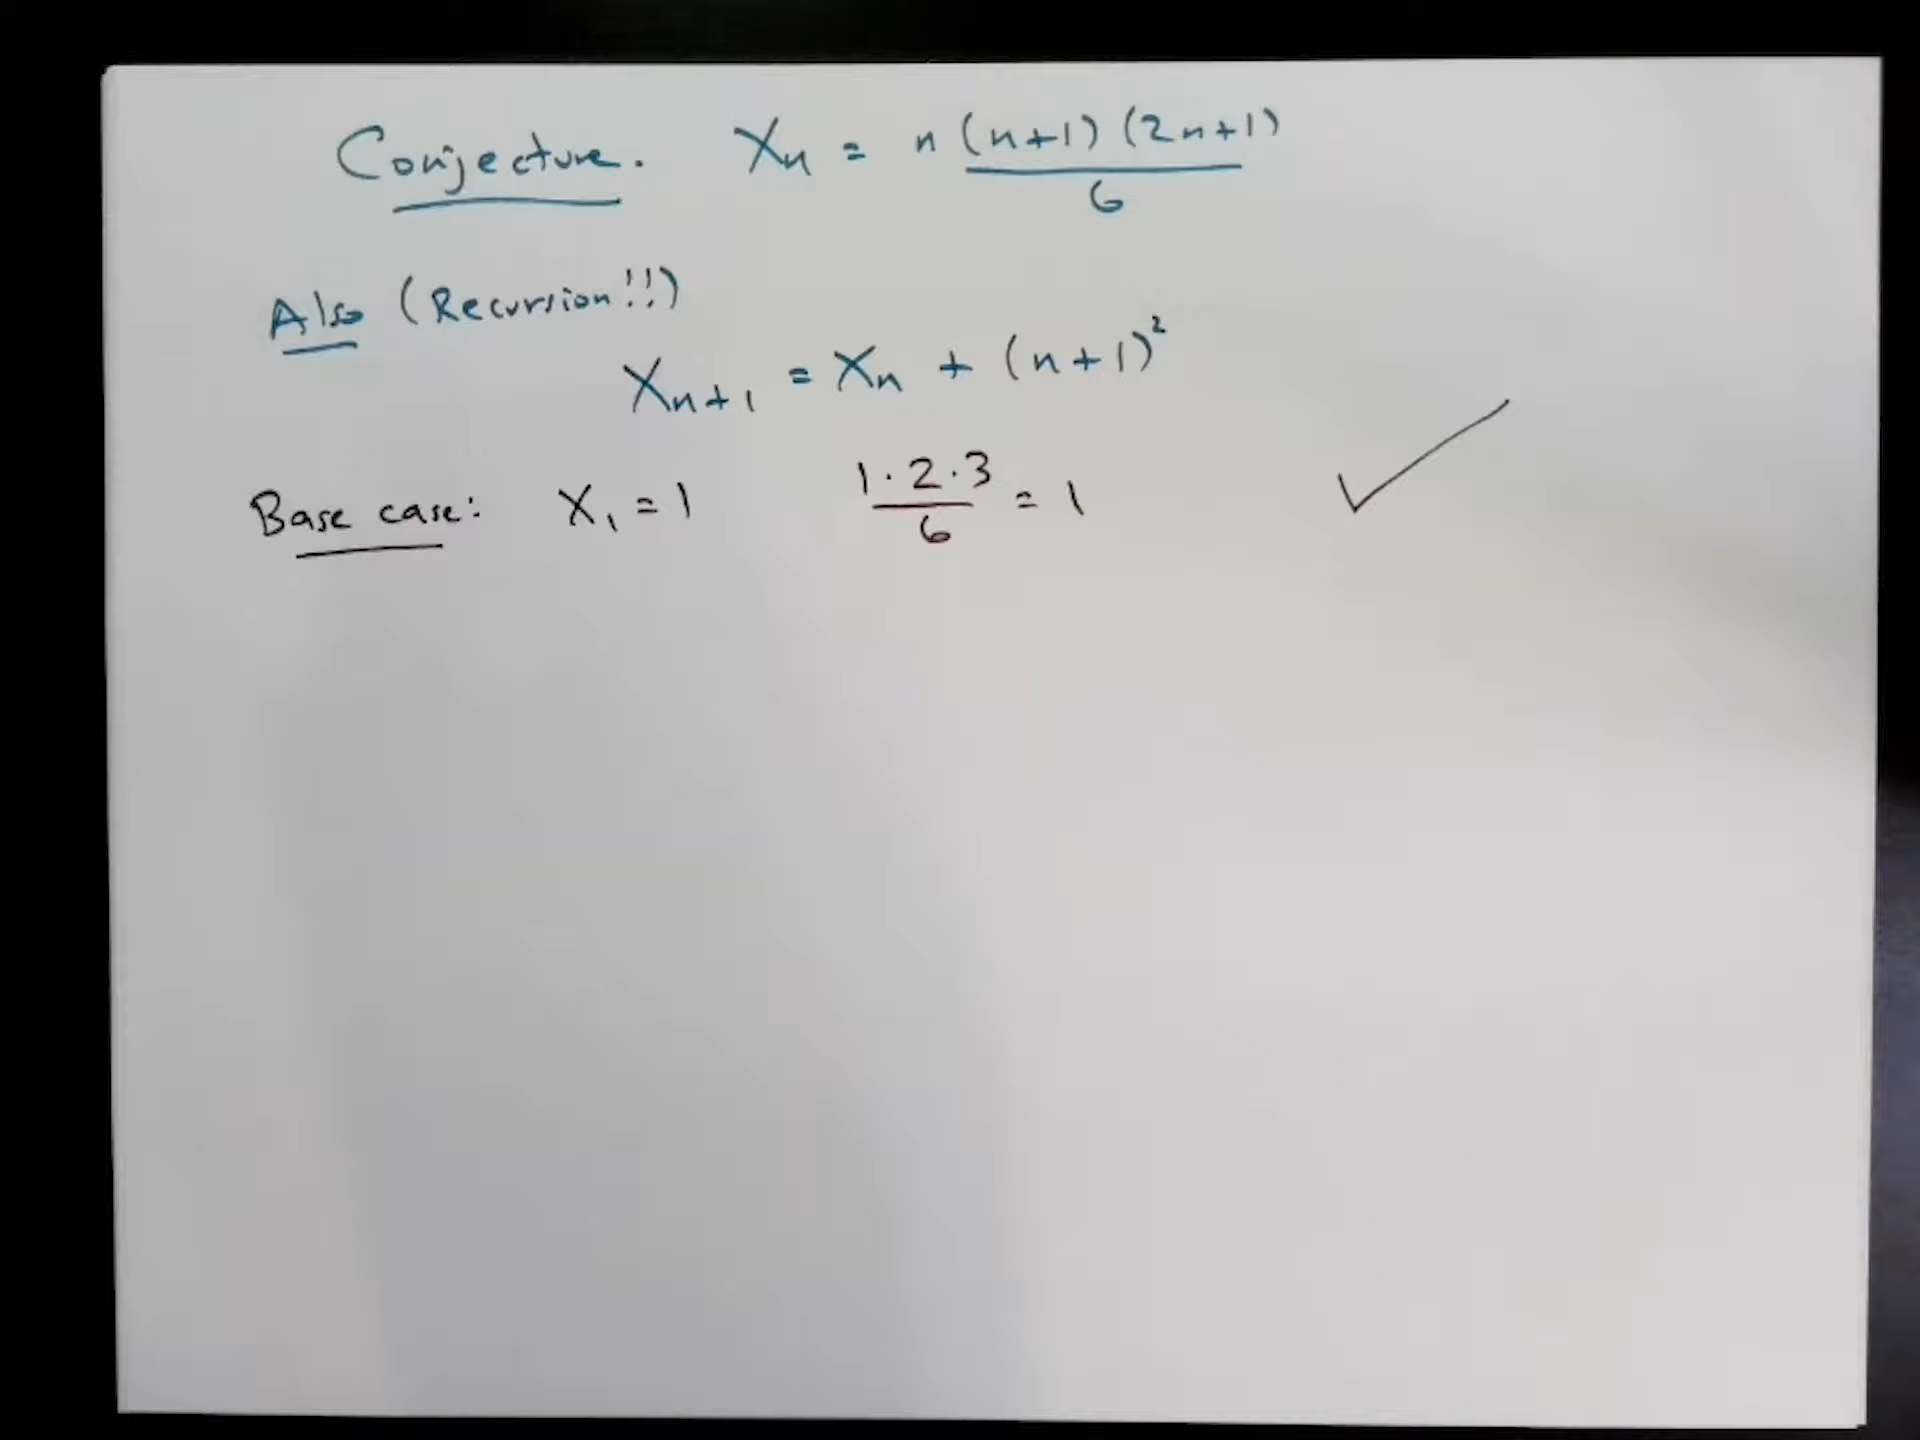 Conjecture. Xn = n(n+1)(2n+1)/6
Also (Recursion!!)
Xn+1 = Xn + (n+1)²
Base case: X1 = 1 1·2·3/6 = 1 ✓